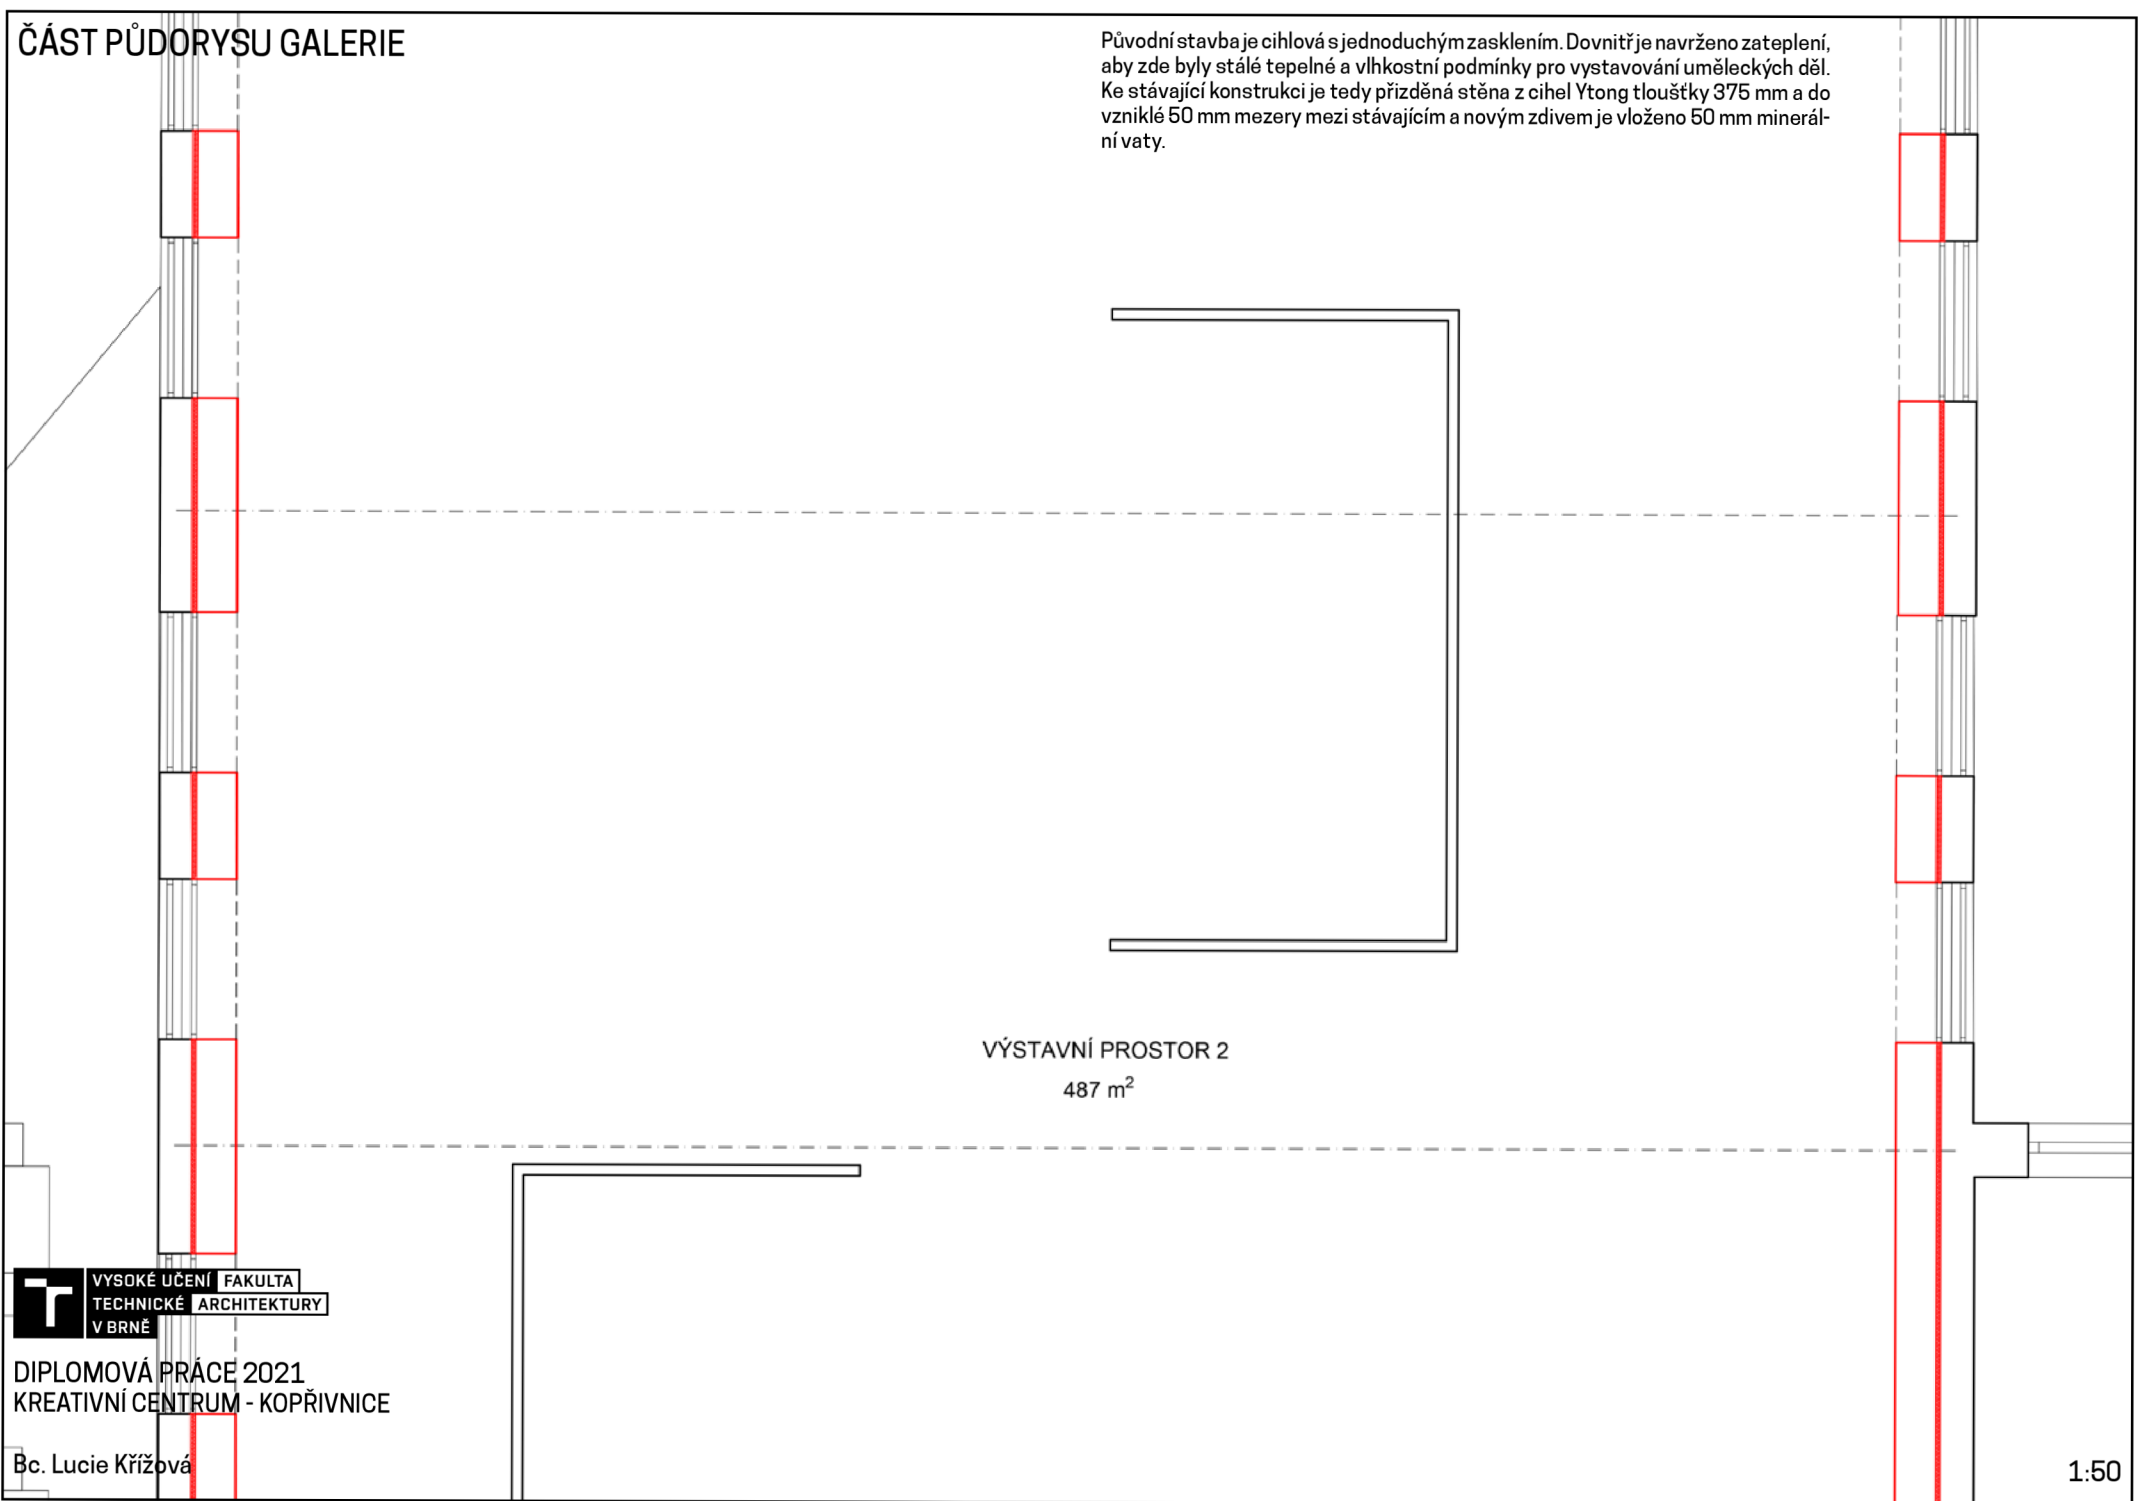 ČÁST PŮDORYSU GALERIE
Původní stavba je cihlová s jednoduchým zasklením. Dovnitř je navrženo zateplení,
aby zde byly stálé tepelné a vlhkostní podmínky pro vystavování uměleckých děl.
Ke stávající konstrukci je tedy přizděná stěna z cihel Ytong tloušťky 375 mm a do
vzniklé 50 mm mezery mezi stávajícím a novým zdivem je vloženo 50 mm minerál-
ní vaty.
VÝSTAVNÍ PROSTOR 2
487 m²
VYSOKÉ UČENÍ FAKULTA
TECHNICKÉ ARCHITEKTURY
V BRNĚ
DIPLOMOVÁ PRÁCE 2021
KREATIVNÍ CENTRUM - KOPŘIVNICE
Bc. Lucie Křížová
1:50